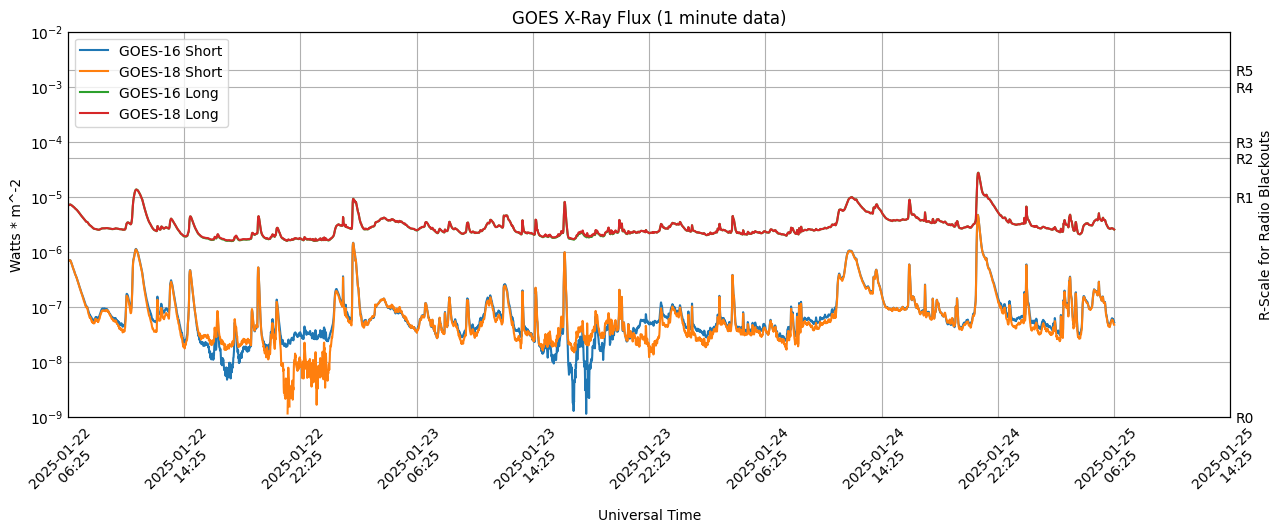 GOES X-Ray Flux (1 minute data)
GOES-16 Short
GOES-18 Short
GOES-16 Long
GOES-18 Long
Watts * m^-2
10^-2
10^-3
10^-4
10^-5
10^-6
10^-7
10^-8
10^-9
R5
R4
R3
R2
R1
R0
R-Scale for Radio Blackouts
2025-01-22
06:25
2025-01-22
14:25
2025-01-22
22:25
2025-01-23
06:25
2025-01-23
14:25
2025-01-23
22:25
2025-01-24
06:25
2025-01-24
14:25
2025-01-24
22:25
2025-01-25
06:25
2025-01-25
14:25
Universal Time